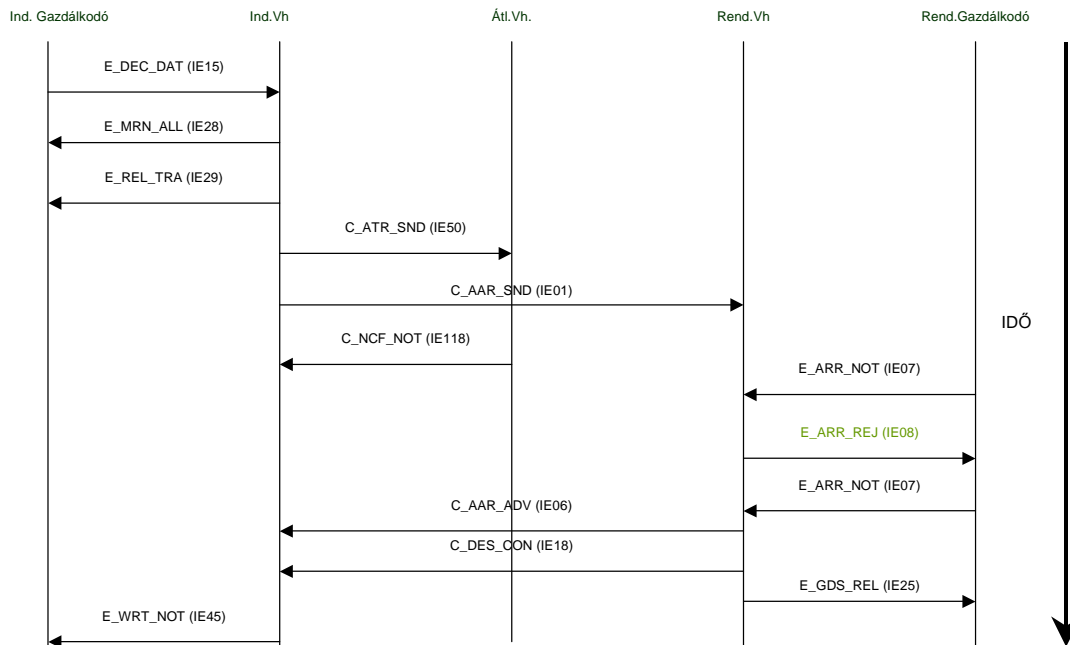 Ind. Gazdálkodó
Ind.Vh
Átl.Vh.
Rend.Vh
Rend.Gazdálkodó
E_DEC_DAT (IE15)
E_MRN_ALL (IE28)
E_REL_TRA (IE29)
C_ATR_SND (IE50)
C_AAR_SND (IE01)
IDŐ
C_NCF_NOT (IE118)
E_ARR_NOT (IE07)
E_ARR_REJ (IE08)
E_ARR_NOT (IE07)
C_AAR_ADV (IE06)
C_DES_CON (IE18)
E_GDS_REL (IE25)
E_WRT_NOT (IE45)